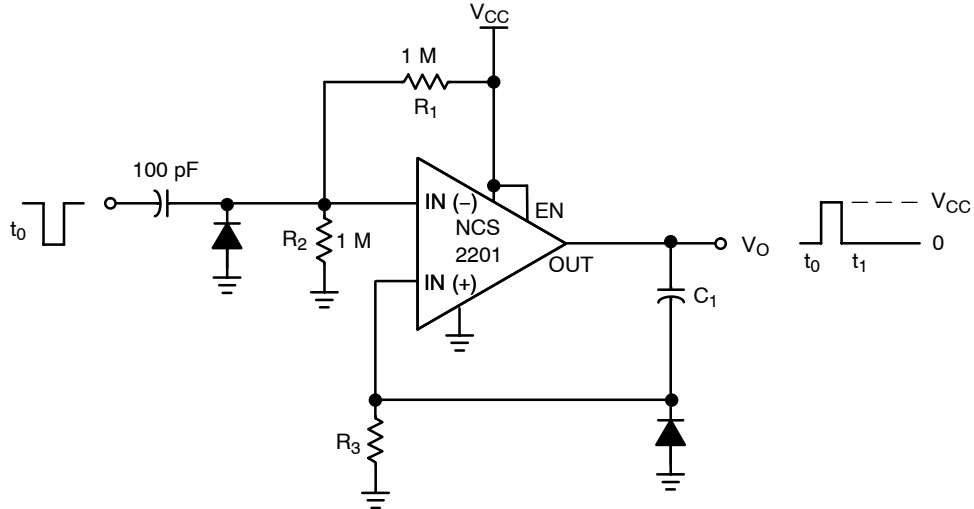 V_CC
1 M
R_1
100 pF
t_0
IN (−)
EN
NCS
2201
R_2
1 M
IN (+)
OUT
V_O
V_CC
0
t_0
t_1
C_1
R_3